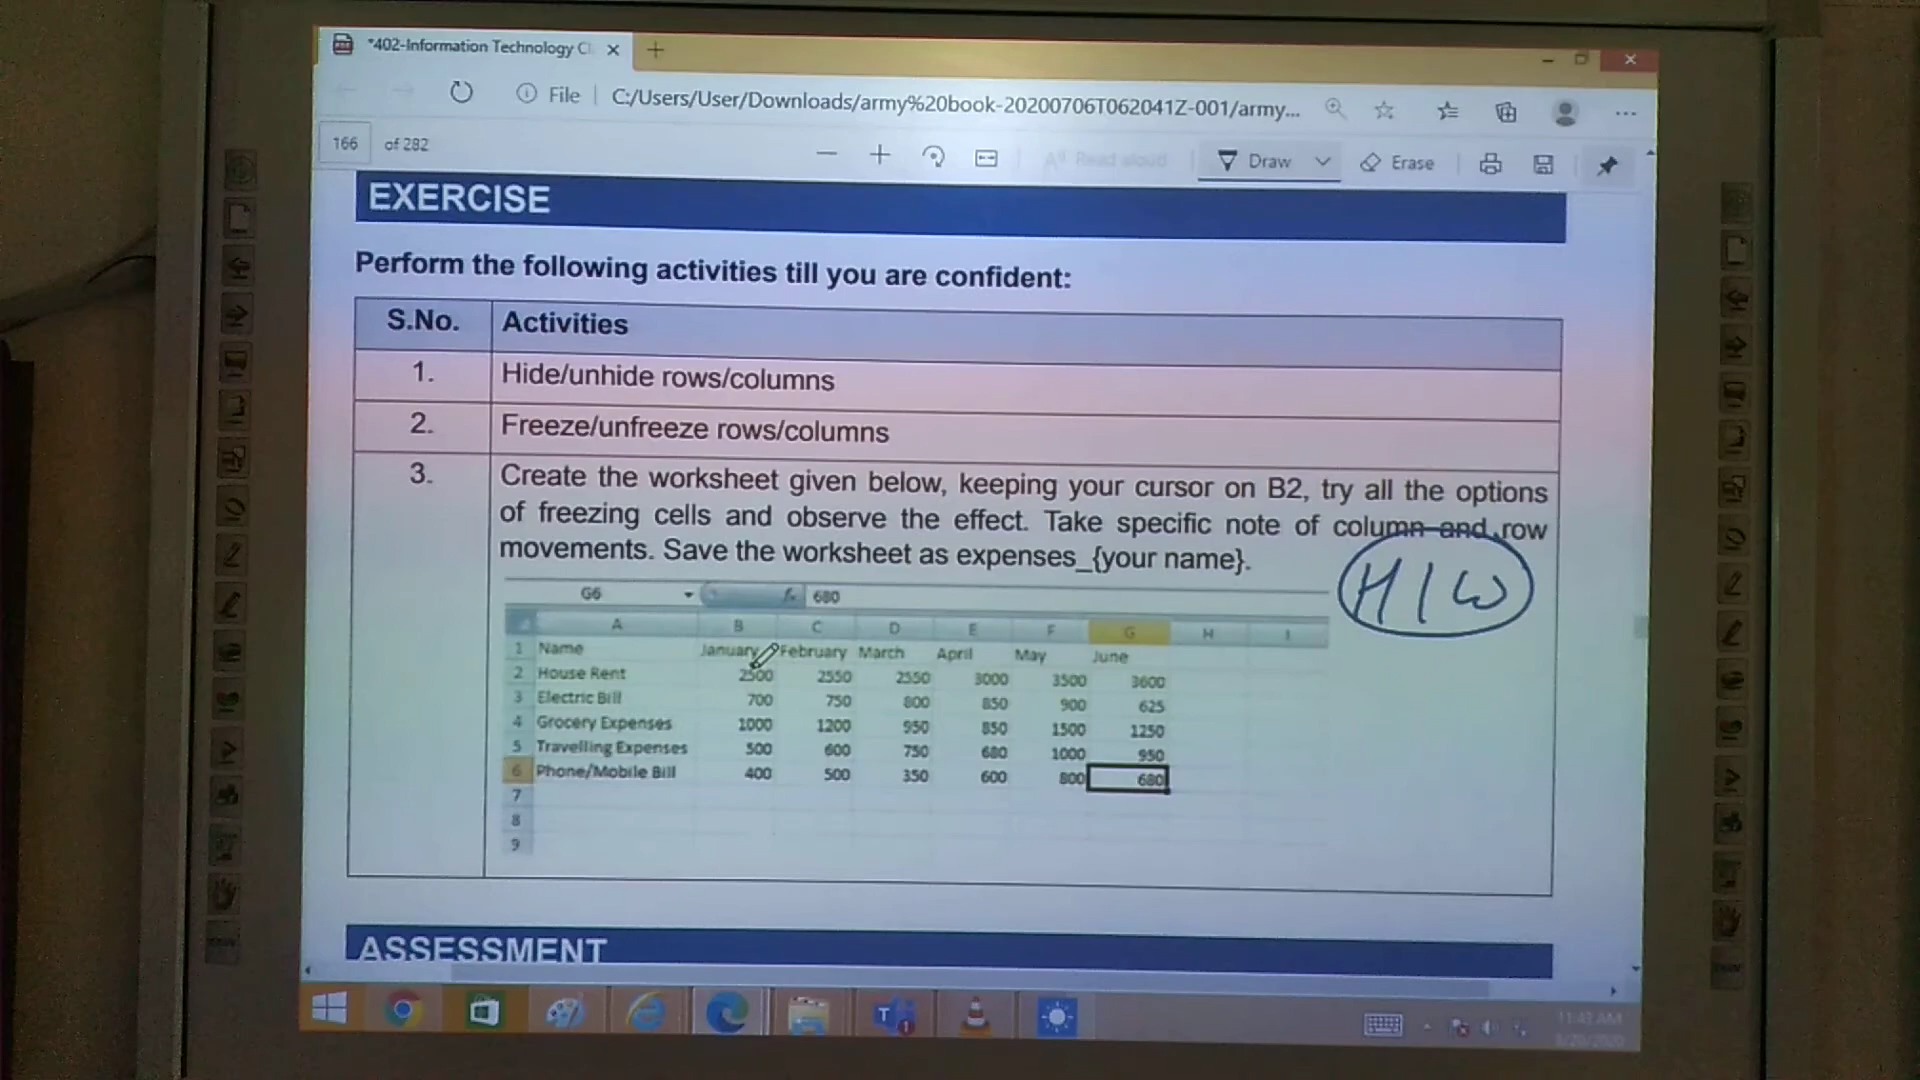 *402-Information Technology Cl
File C:/Users/User/Downloads/army%20book-20200706T062041Z-001/army...
166 of 282 Read aloud Draw Erase
EXERCISE
Perform the following activities till you are confident:
S.No. Activities
1. Hide/unhide rows/columns
2. Freeze/unfreeze rows/columns
3. Create the worksheet given below, keeping your cursor on B2, try all the options
of freezing cells and observe the effect. Take specific note of column and row
movements. Save the worksheet as expenses_{your name}.
H/W
G6 fx 680
A B C D E F G H I
1 Name January February March April May June
2 House Rent 2500 2550 2550 3000 3500 3600
3 Electric Bill 700 750 800 850 900 625
4 Grocery Expenses 1000 1200 950 850 1500 1250
5 Travelling Expenses 500 600 750 680 1000 950
6 Phone/Mobile Bill 400 500 350 600 800 680
7
8
9
ASSESSMENT
11:43 AM